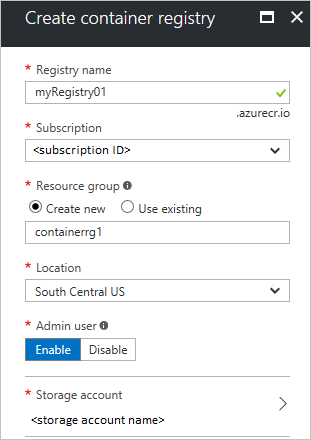 Create container registry
* Registry name
myRegistry01
.azurecr.io
* Subscription
<subscription ID>
* Resource group
Create new Use existing
containerrg1
* Location
South Central US
* Admin user
Enable Disable
* Storage account
<storage account name>